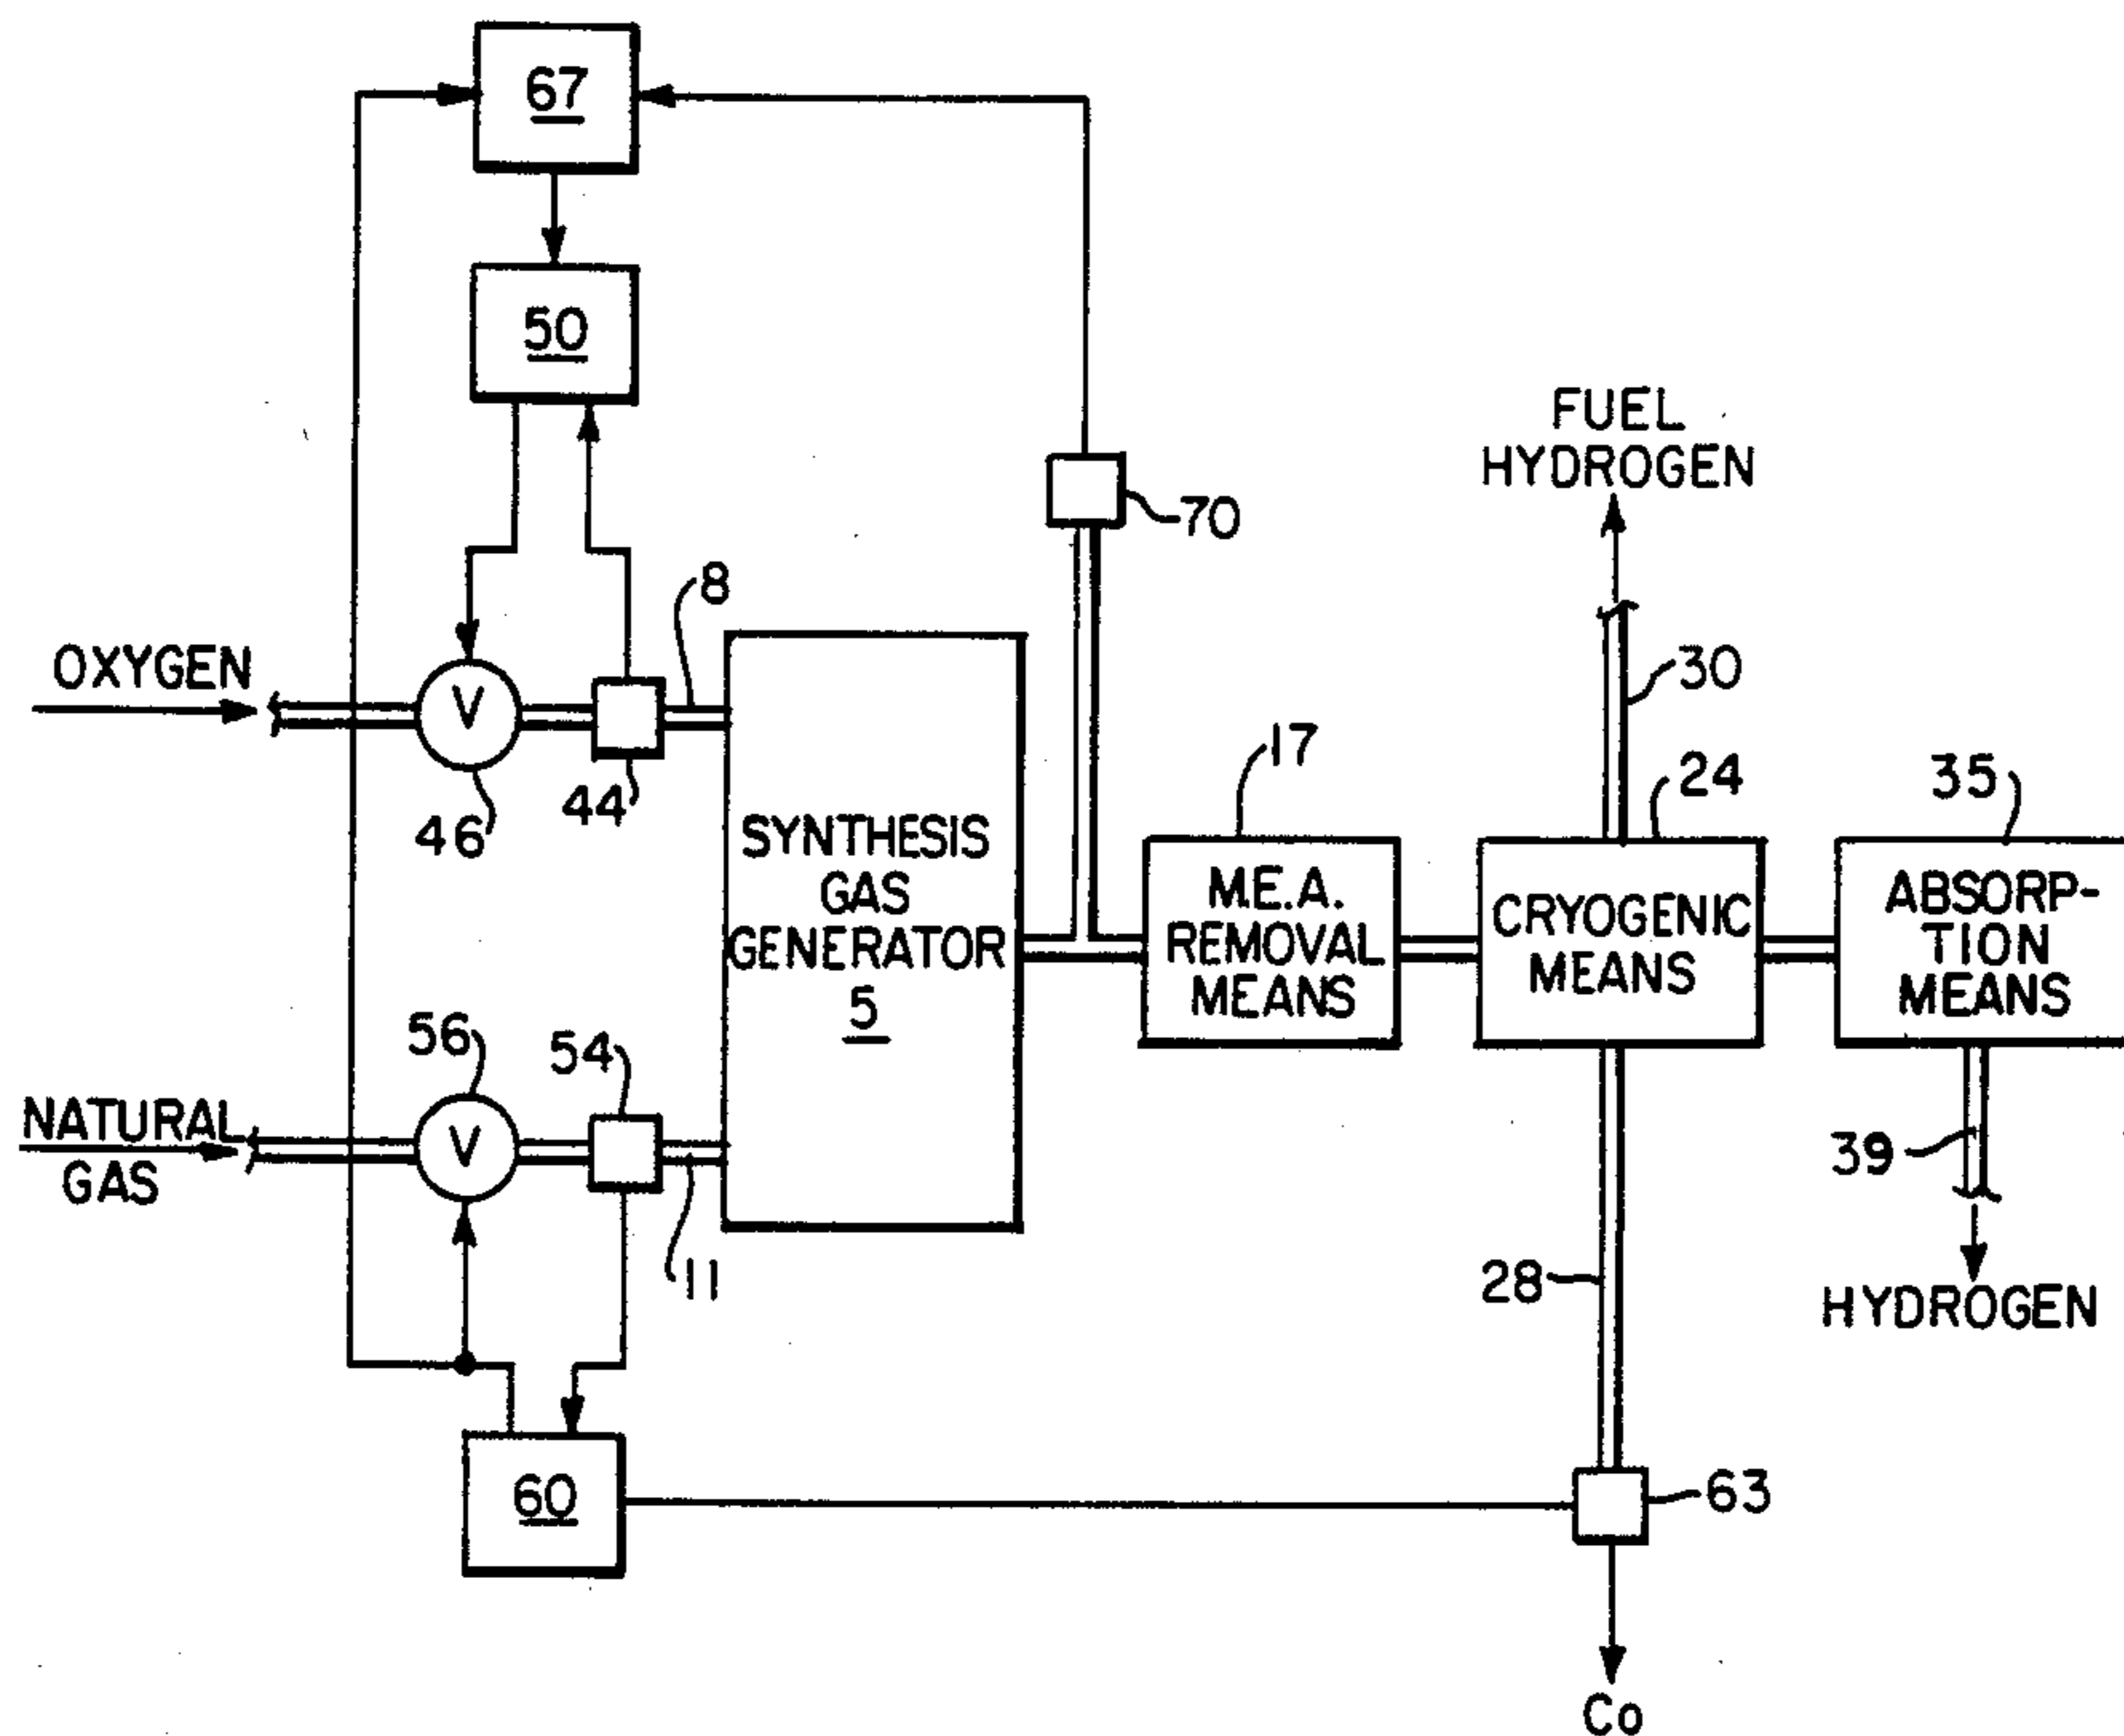 67
50
FUEL
HYDROGEN
70
8
OXYGEN
V
30
17
24
35
46
44
SYNTHESIS
GAS
GENERATOR
5
M.E.A.
REMOVAL
MEANS
CRYOGENIC
MEANS
ABSORP-
TION
MEANS
56
54
NATURAL
GAS
V
39
11
28
HYDROGEN
60
63
Co